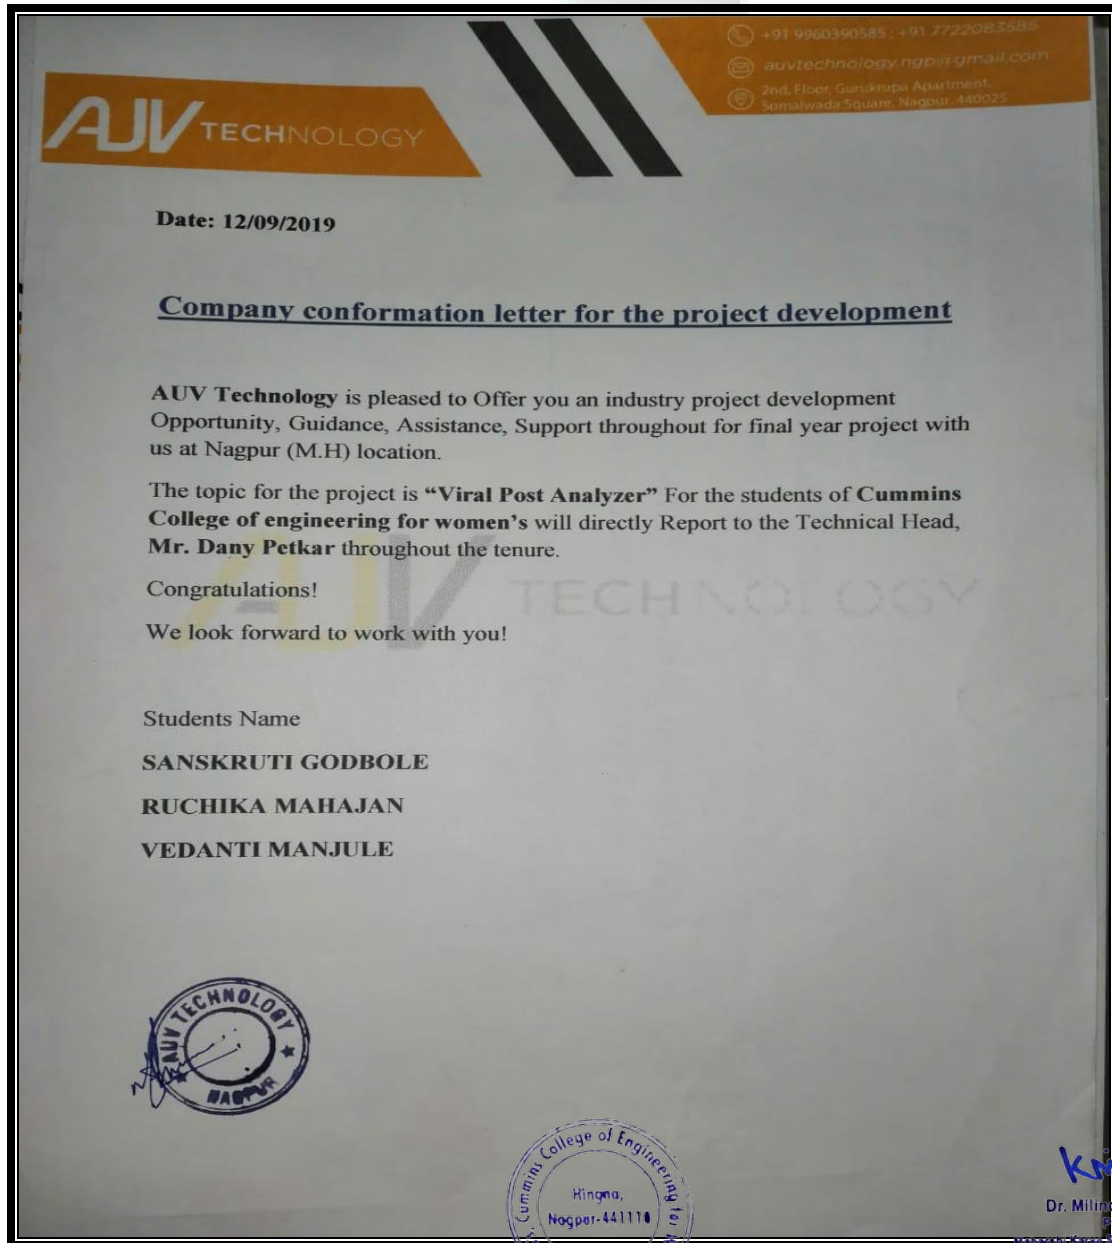 +91 9960390585 ; +91 7722083585
auvtechnology.ngp@gmail.com
2nd, Floor, Gurukrupa Apartment,
Somalwada Square, Nagpur, 440025
AUV TECHNOLOGY
Date: 12/09/2019
Company conformation letter for the project development
AUV Technology is pleased to Offer you an industry project development
Opportunity, Guidance, Assistance, Support throughout for final year project with
us at Nagpur (M.H) location.
The topic for the project is “Viral Post Analyzer” For the students of Cummins
College of engineering for women's will directly Report to the Technical Head,
Mr. Dany Petkar throughout the tenure.
Congratulations!
AUV TECHNOLOGY
We look forward to work with you!
Students Name
SANSKRUTI GODBOLE
RUCHIKA MAHAJAN
VEDANTI MANJULE
AUV TECHNOLOGY
NAGPUR
Cummins College of Engineering for
Hingna,
Nagpur-441110
Dr. Milin